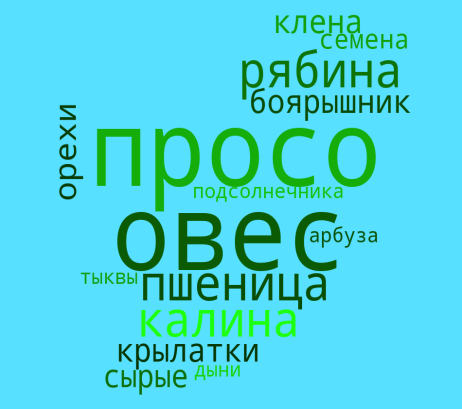 клена
семена
рябина
боярышник
орехи
просо
подсолнечника
овес
арбуза
тыквы
пшеница
калина
крылатки
сырые
дыни